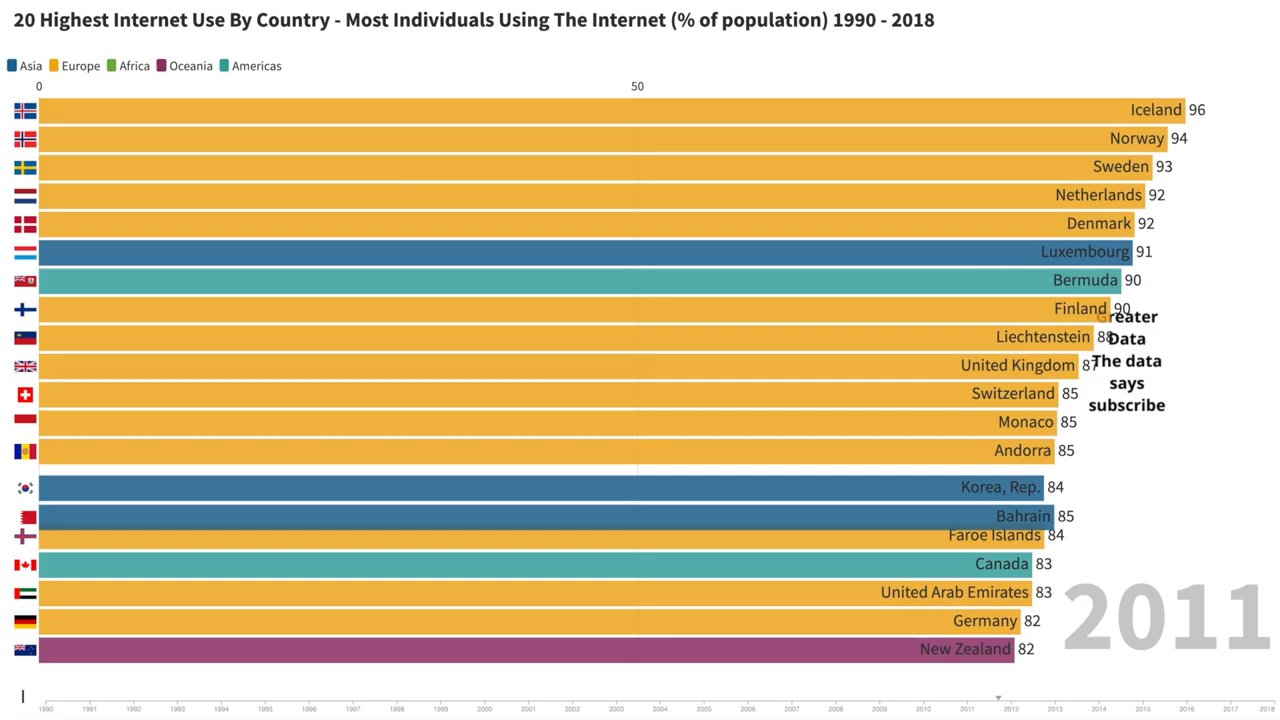 20 Highest Internet Use By Country - Most Individuals Using The Internet (% of population) 1990 - 2018
Asia Europe Africa Oceania Americas
0 50
Iceland 96
Norway 94
Sweden 93
Netherlands 92
Denmark 92
Luxembourg 91
Bermuda 90
Finland 90
Liechtenstein 88
United Kingdom 87
Switzerland 85
Monaco 85
Andorra 85
Korea, Rep. 84
Bahrain 85
Faroe Islands 84
Canada 83
United Arab Emirates 83
Germany 82
New Zealand 82
Greater
Data
The data
says
subscribe
2011
1990 1991 1992 1993 1994 1995 1996 1997 1998 1999 2000 2001 2002 2003 2004 2005 2006 2007 2008 2009 2010 2011 2012 2013 2014 2015 2016 2017 2018